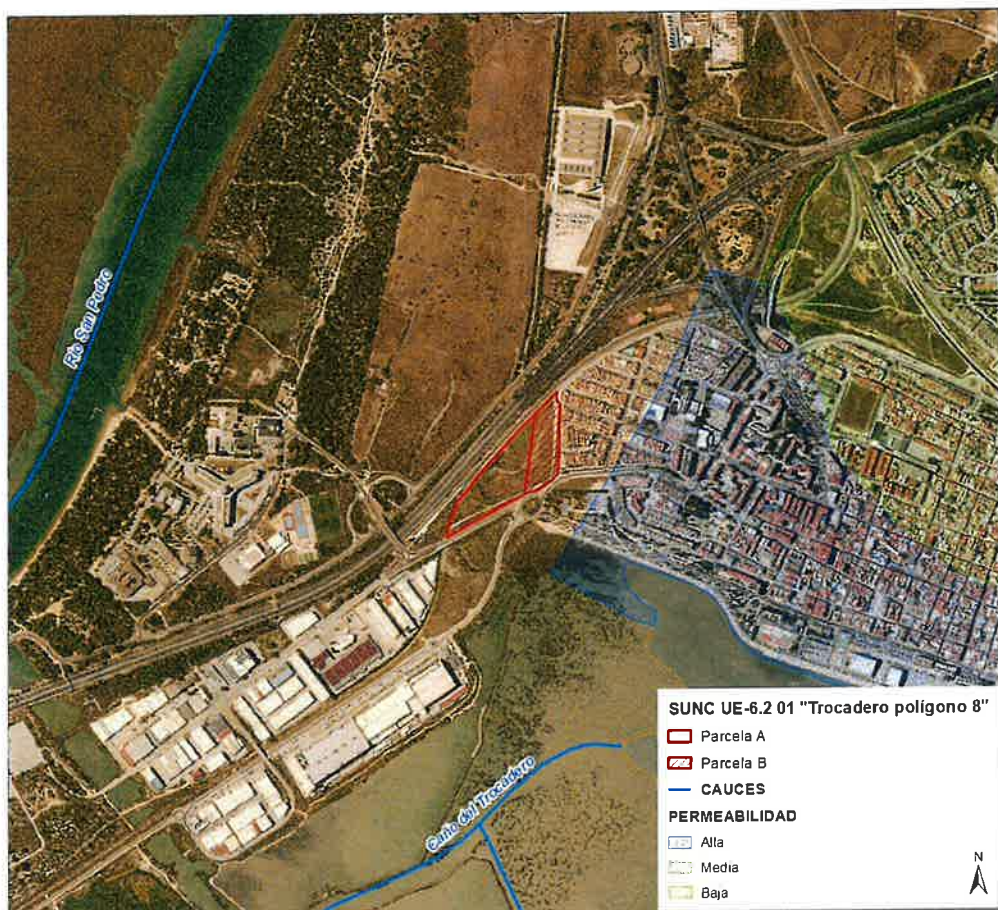 Río San Pedro
Caño del Trocadero
SUNC UE-6.2 01 "Trocadero polígono 8"
Parcela A
Parcela B
CAUCES
PERMEABILIDAD
Alta
Media
Baja
N